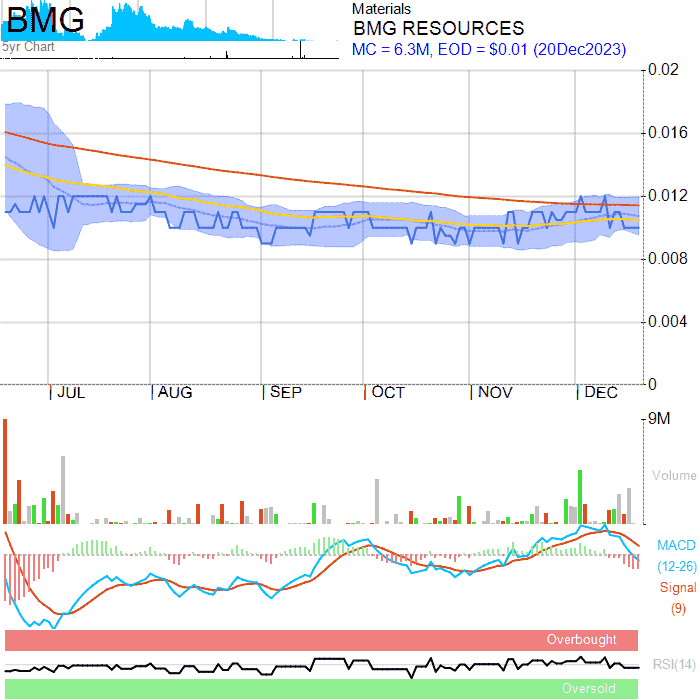 BMG
5yr Chart
Materials
BMG RESOURCES
MC = 6.3M, EOD = $0.01 (20Dec2023)
0.02
0.016
0.012
0.008
0.004
0
JUL AUG SEP OCT NOV DEC
9M
Volume
MACD
(12-26)
Signal
(9)
Overbought
RSI(14)
Oversold